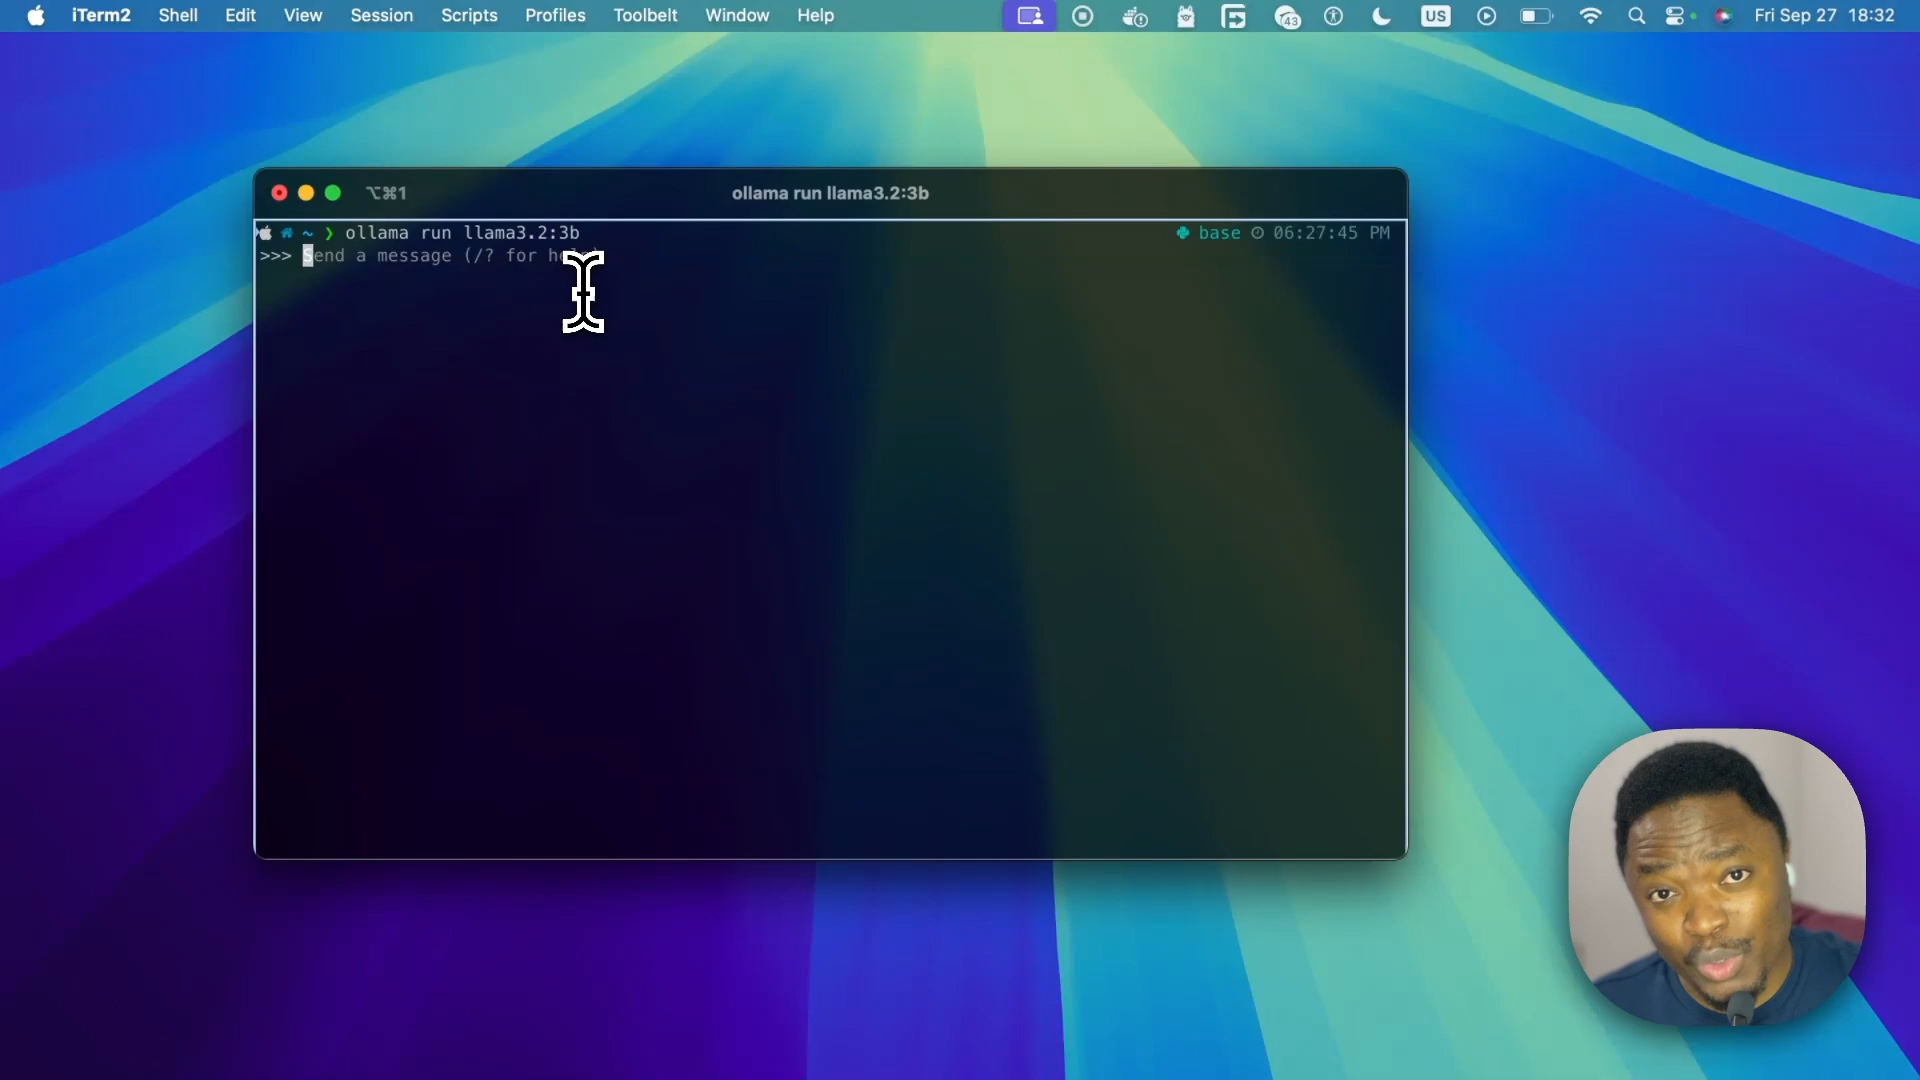 iTerm2 Shell Edit View Session Scripts Profiles Toolbelt Window Help 43 US Fri Sep 27 18:32
⌥⌘1 ollama run llama3.2:3b
~ ❯ ollama run llama3.2:3b base 06:27:45 PM
>>> Send a message (/? for